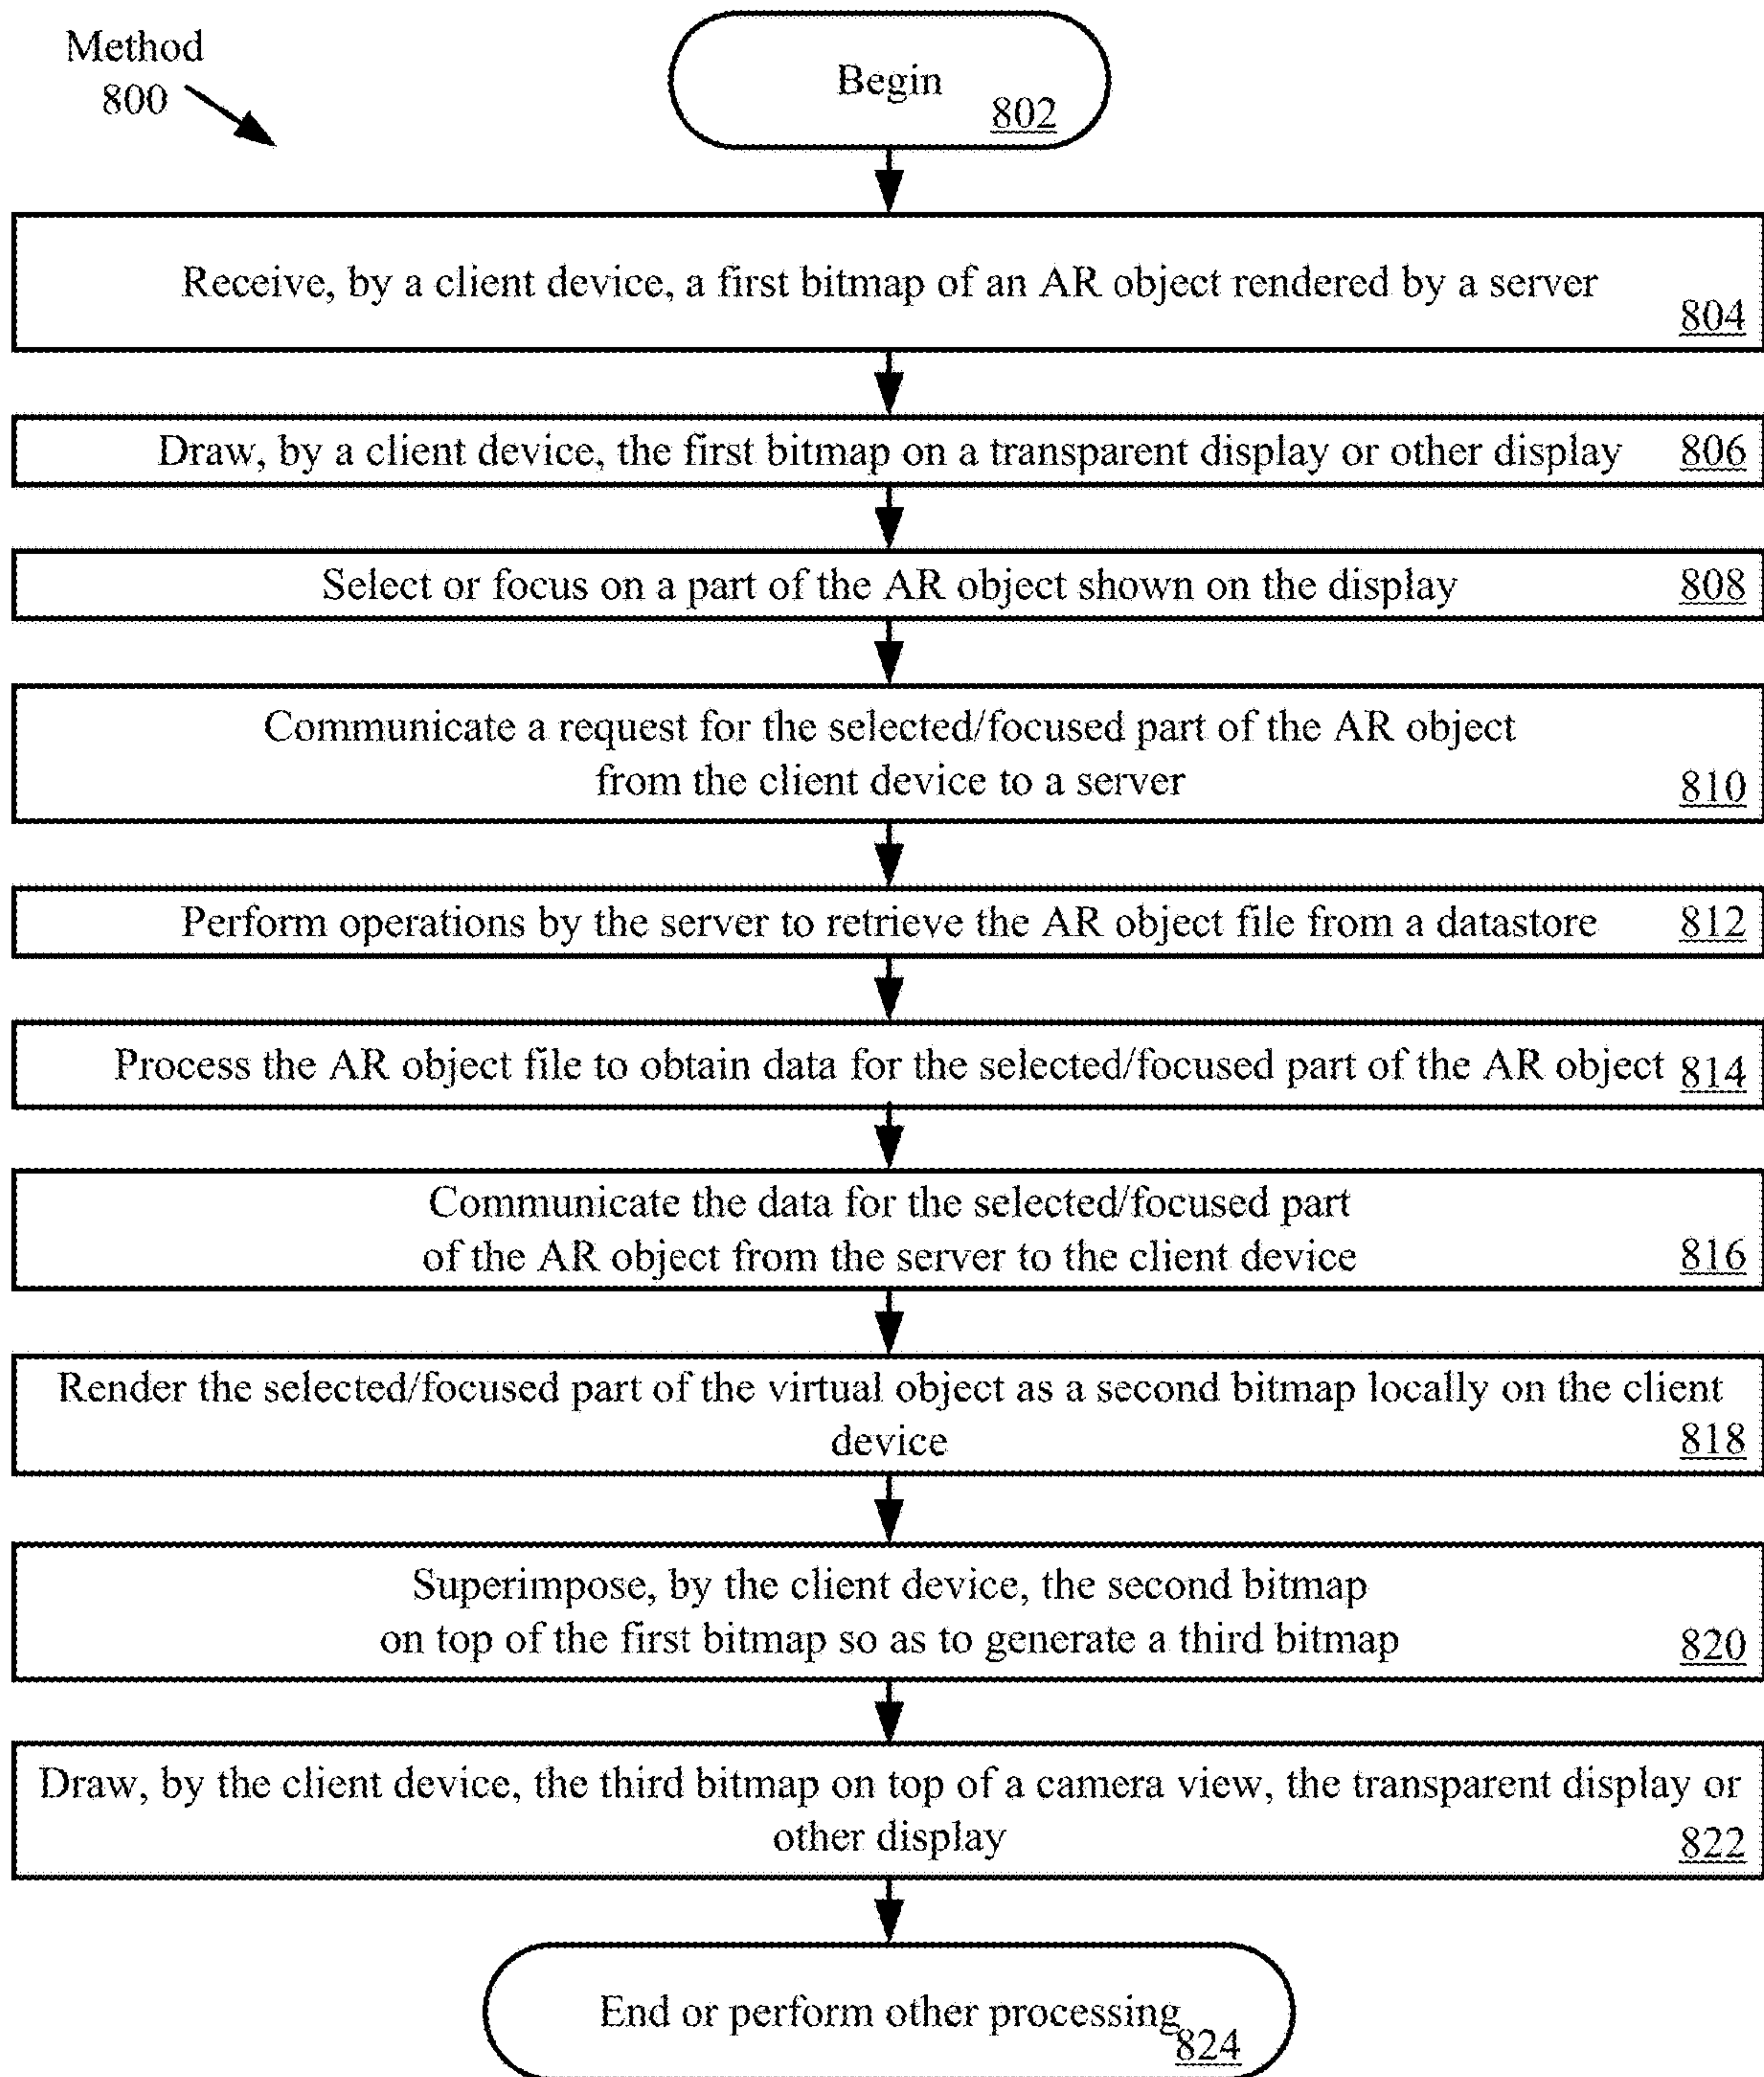 Method
800
Begin
802
Receive, by a client device, a first bitmap of an AR object rendered by a server
804
Draw, by a client device, the first bitmap on a transparent display or other display 806
Select or focus on a part of the AR object shown on the display 808
Communicate a request for the selected/focused part of the AR object
from the client device to a server 810
Perform operations by the server to retrieve the AR object file from a datastore 812
Process the AR object file to obtain data for the selected/focused part of the AR object 814
Communicate the data for the selected/focused part
of the AR object from the server to the client device 816
Render the selected/focused part of the virtual object as a second bitmap locally on the client
device 818
Superimpose, by the client device, the second bitmap
on top of the first bitmap so as to generate a third bitmap 820
Draw, by the client device, the third bitmap on top of a camera view, the transparent display or
other display 822
End or perform other processing
824